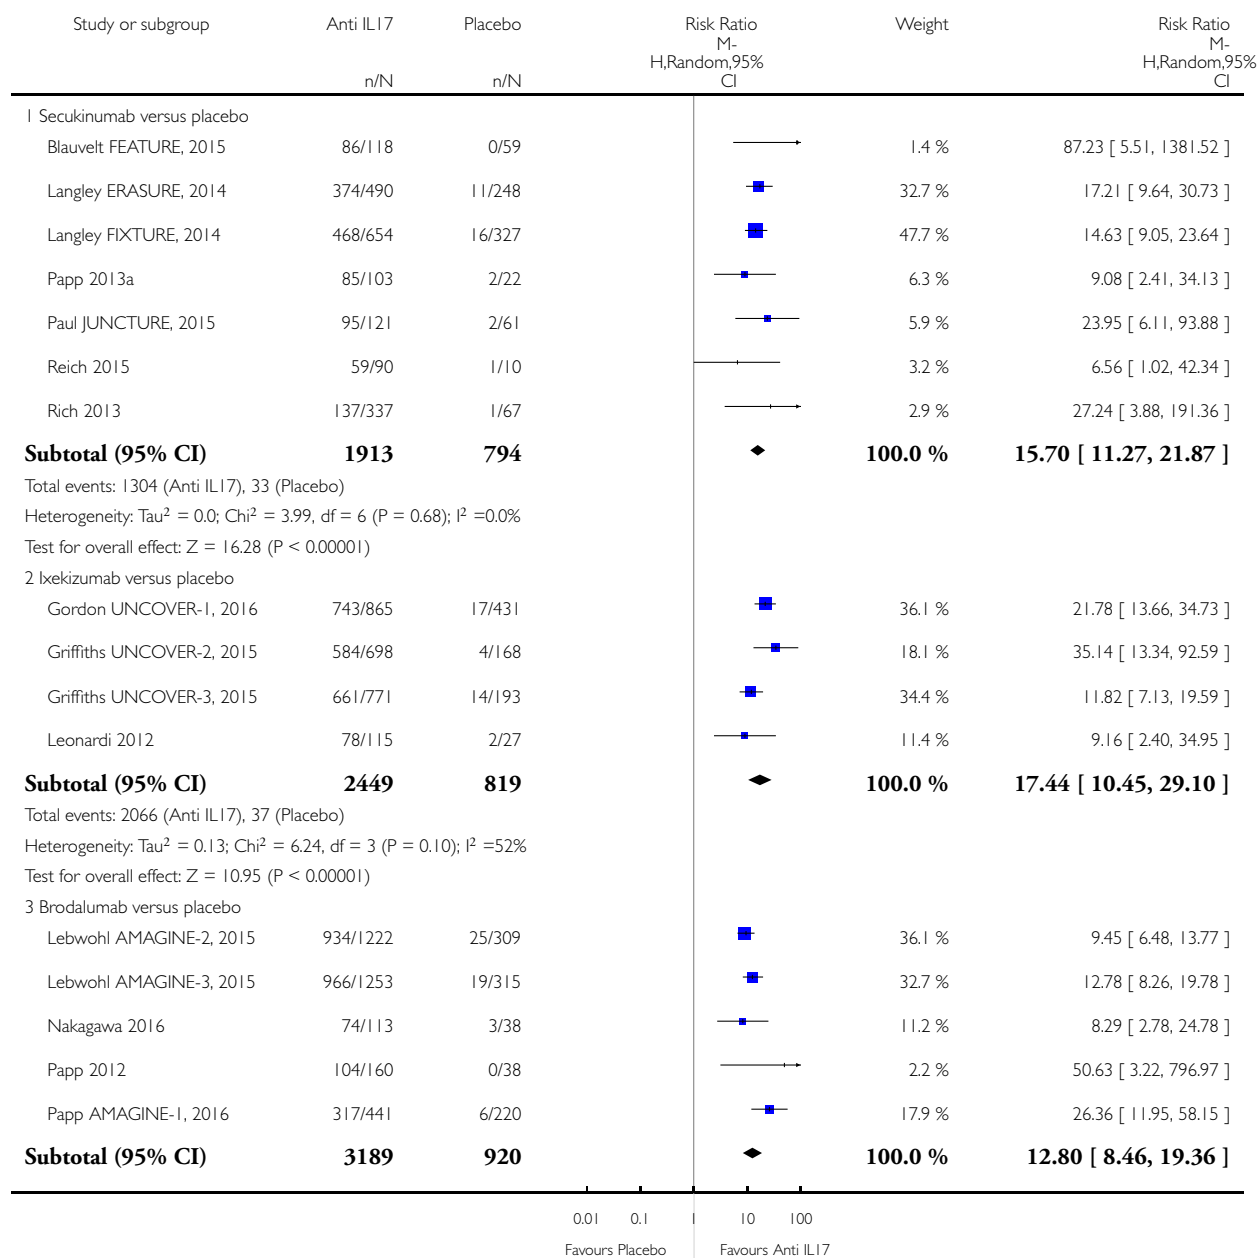 Study or subgroup Anti IL17 Placebo Risk Ratio Weight Risk Ratio
M- M-
H,Random,95% H,Random,95%
n/N n/N CI CI
1 Secukinumab versus placebo
Blauvelt FEATURE, 2015 86/118 0/59 1.4 % 87.23 [ 5.51, 1381.52 ]
Langley ERASURE, 2014 374/490 11/248 32.7 % 17.21 [ 9.64, 30.73 ]
Langley FIXTURE, 2014 468/654 16/327 47.7 % 14.63 [ 9.05, 23.64 ]
Papp 2013a 85/103 2/22 6.3 % 9.08 [ 2.41, 34.13 ]
Paul JUNCTURE, 2015 95/121 2/61 5.9 % 23.95 [ 6.11, 93.88 ]
Reich 2015 59/90 1/10 3.2 % 6.56 [ 1.02, 42.34 ]
Rich 2013 137/337 1/67 2.9 % 27.24 [ 3.88, 191.36 ]
Subtotal (95% CI) 1913 794 100.0 % 15.70 [ 11.27, 21.87 ]
Total events: 1304 (Anti IL17), 33 (Placebo)
Heterogeneity: Tau² = 0.0; Chi² = 3.99, df = 6 (P = 0.68); I² =0.0%
Test for overall effect: Z = 16.28 (P < 0.00001)
2 Ixekizumab versus placebo
Gordon UNCOVER-1, 2016 743/865 17/431 36.1 % 21.78 [ 13.66, 34.73 ]
Griffiths UNCOVER-2, 2015 584/698 4/168 18.1 % 35.14 [ 13.34, 92.59 ]
Griffiths UNCOVER-3, 2015 661/771 14/193 34.4 % 11.82 [ 7.13, 19.59 ]
Leonardi 2012 78/115 2/27 11.4 % 9.16 [ 2.40, 34.95 ]
Subtotal (95% CI) 2449 819 100.0 % 17.44 [ 10.45, 29.10 ]
Total events: 2066 (Anti IL17), 37 (Placebo)
Heterogeneity: Tau² = 0.13; Chi² = 6.24, df = 3 (P = 0.10); I² =52%
Test for overall effect: Z = 10.95 (P < 0.00001)
3 Brodalumab versus placebo
Lebwohl AMAGINE-2, 2015 934/1222 25/309 36.1 % 9.45 [ 6.48, 13.77 ]
Lebwohl AMAGINE-3, 2015 966/1253 19/315 32.7 % 12.78 [ 8.26, 19.78 ]
Nakagawa 2016 74/113 3/38 11.2 % 8.29 [ 2.78, 24.78 ]
Papp 2012 104/160 0/38 2.2 % 50.63 [ 3.22, 796.97 ]
Papp AMAGINE-1, 2016 317/441 6/220 17.9 % 26.36 [ 11.95, 58.15 ]
Subtotal (95% CI) 3189 920 100.0 % 12.80 [ 8.46, 19.36 ]
0.01 0.1 1 10 100
Favours Placebo Favours Anti IL17